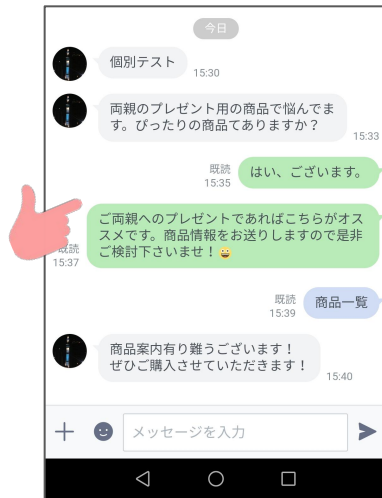 今日
個別テスト
15:30
両親のプレゼント用の商品で悩んでま
す。ぴったりの商品てありますか？
15:33
既読
15:35
はい、ございます。
ご両親へのプレゼントであればこちらがオス
スメです。商品情報をお送りしますので是非
ご検討下さいませ！😀
既読
15:37
既読
15:39
商品一覧
商品案内有り難うございます！
ぜひご購入させていただきます！
15:40
メッセージを入力